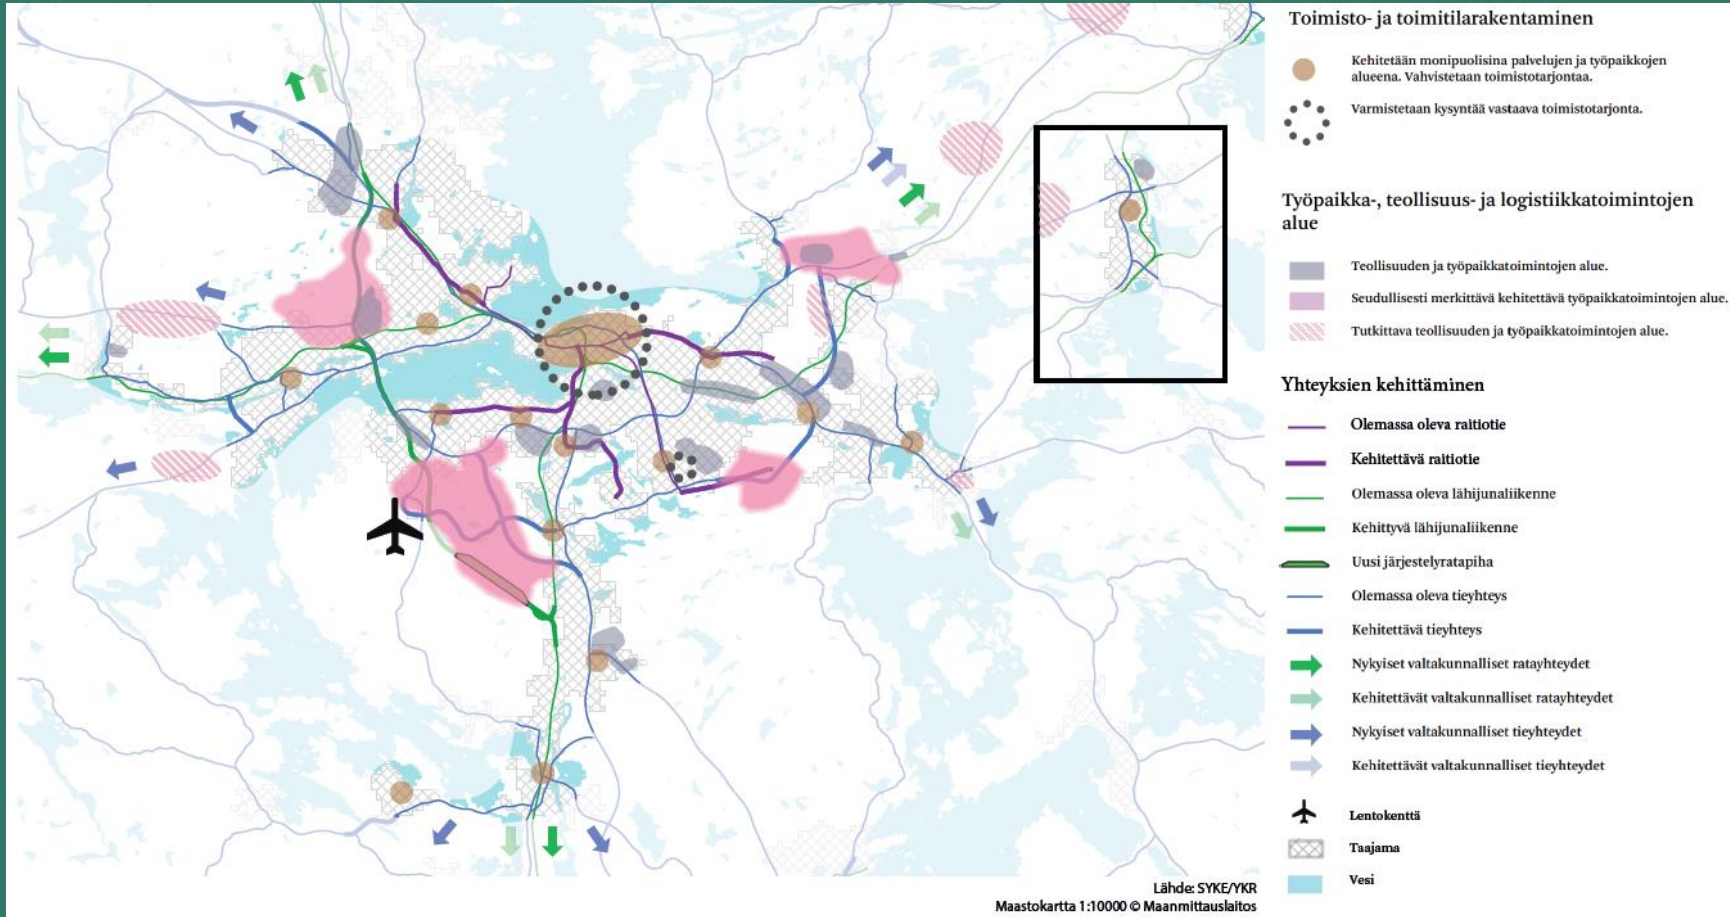 Toimisto- ja toimitilarakentaminen
Kehitetään monipuolisina palvelujen ja työpaikkojen
alueena. Vahvistetaan toimistotarjontaa.
Varmistetaan kysyntää vastaava toimistotarjonta.
Työpaikka-, teollisuus- ja logistiikkatoimintojen
alue
Teollisuuden ja työpaikkatoimintojen alue.
Seudullisesti merkittävä kehitettävä työpaikkatoimintojen alue.
Tutkittava teollisuuden ja työpaikkatoimintojen alue.
Yhteyksien kehittäminen
Olemassa oleva raitiotie
Kehitettävä raitiotie
Olemassa oleva lähijunaliikenne
Kehittyvä lähijunaliikenne
Uusi järjestelyratapiha
Olemassa oleva tieyhteys
Kehitettävä tieyhteys
Nykyiset valtakunnalliset ratayhteydet
Kehitettävät valtakunnalliset ratayhteydet
Nykyiset valtakunnalliset tieyhteydet
Kehitettävät valtakunnalliset tieyhteydet
Lentokenttä
Taajama
Vesi
Lähde: SYKE/YKR
Maastokartta 1:10000 © Maanmittauslaitos